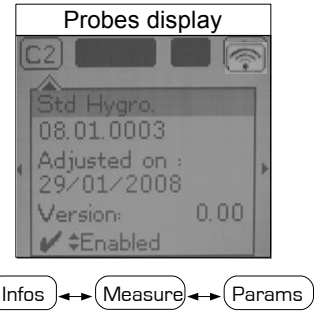 Probes display
C2
Std Hygro.
08.01.0003
Adjusted on :
29/01/2008
Version: 0.00
✔ ⬍Enabled
Infos Measure Params